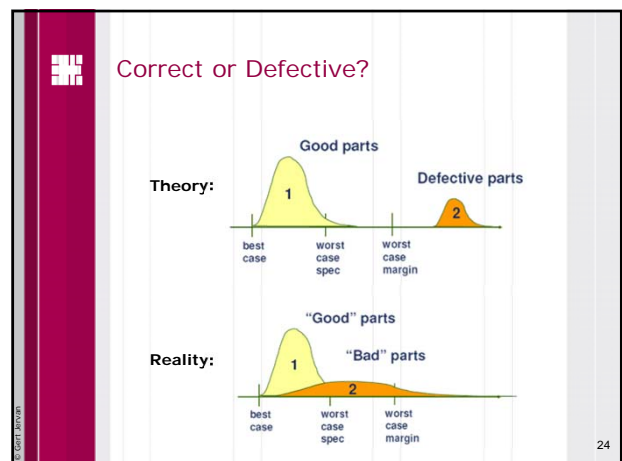 Correct or Defective?
Good parts
Theory:
Defective parts
1
2
best
case
worst
case
spec
worst
case
margin
"Good" parts
Reality:
"Bad" parts
1
2
best
case
worst
case
spec
worst
case
margin
© Gert Jervan
24